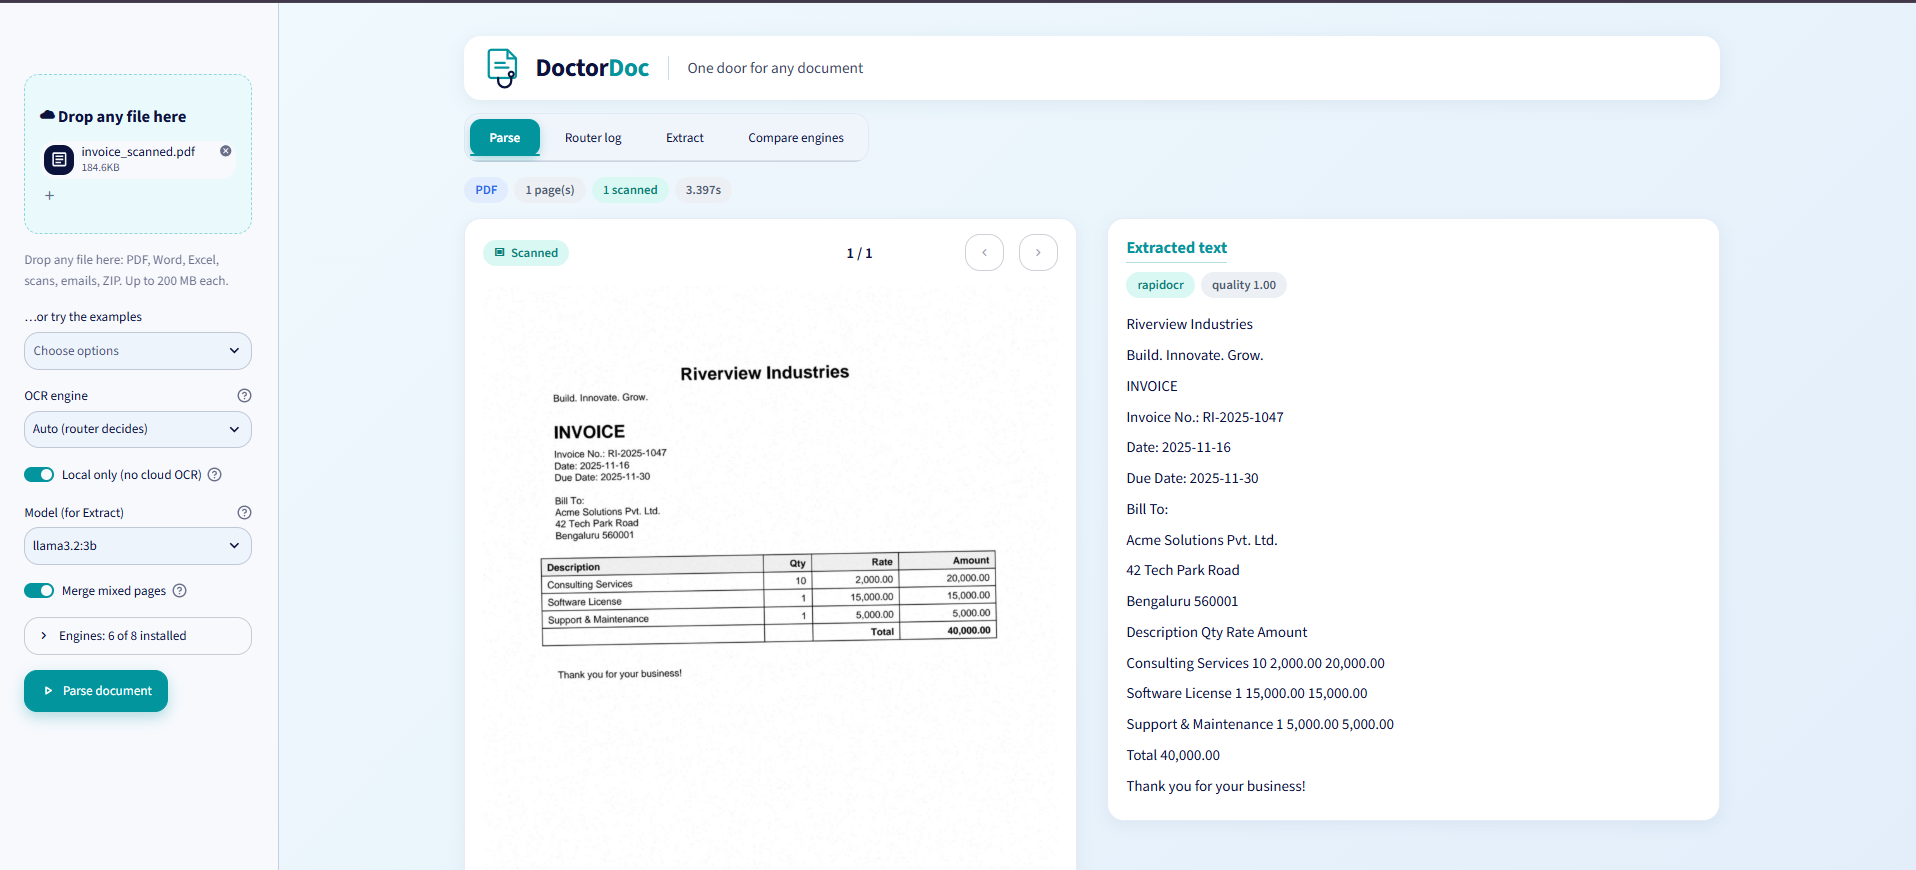 Drop any file here
invoice_scanned.pdf
184.6KB
+
Drop any file here: PDF, Word, Excel,
scans, emails, ZIP. Up to 200 MB each.
...or try the examples
Choose options
OCR engine
Auto (router decides)
Local only (no cloud OCR)
Model (for Extract)
llama3.2:3b
Merge mixed pages
Engines: 6 of 8 installed
Parse document
DoctorDoc
One door for any document
Parse Router log Extract Compare engines
PDF 1 page(s) 1 scanned 3.397s
Scanned 1 / 1
Riverview Industries
Build. Innovate. Grow.
INVOICE
Invoice No.: RI-2025-1047
Date: 2025-11-16
Due Date: 2025-11-30
Bill To:
Acme Solutions Pvt. Ltd.
42 Tech Park Road
Bengaluru 560001
Description Qty Rate Amount
Consulting Services 10 2,000.00 20,000.00
Software License 1 15,000.00 15,000.00
Support & Maintenance 1 5,000.00 5,000.00
Total 40,000.00
Thank you for your business!
Extracted text
rapidocr quality 1.00
Riverview Industries
Build. Innovate. Grow.
INVOICE
Invoice No.: RI-2025-1047
Date: 2025-11-16
Due Date: 2025-11-30
Bill To:
Acme Solutions Pvt. Ltd.
42 Tech Park Road
Bengaluru 560001
Description Qty Rate Amount
Consulting Services 10 2,000.00 20,000.00
Software License 1 15,000.00 15,000.00
Support & Maintenance 1 5,000.00 5,000.00
Total 40,000.00
Thank you for your business!